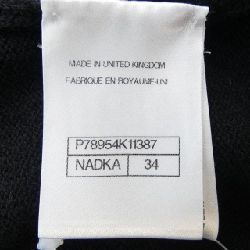 MADE IN UNITED KINGDOM
FABRIQUE EN ROYAUME-UNI
P78954K11387
NADKA 34